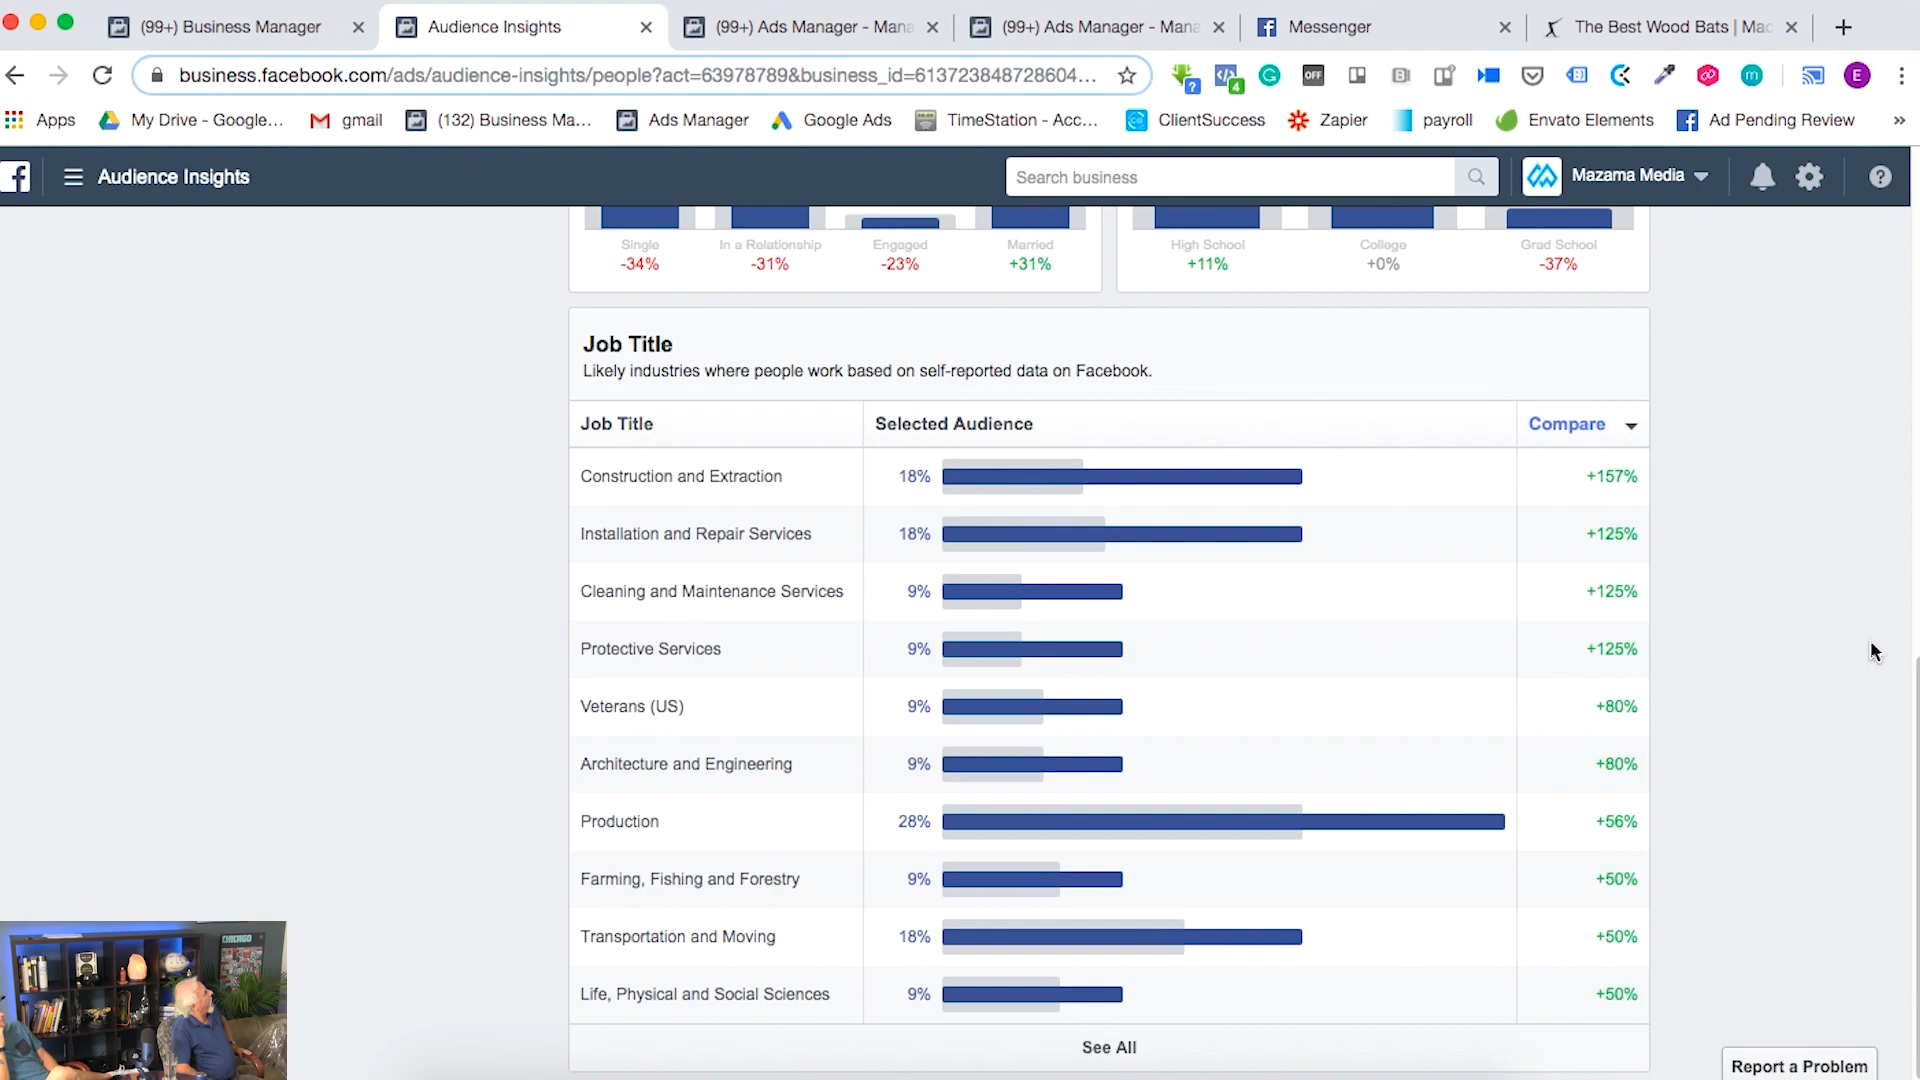 (99+) Business Manager
Audience Insights
(99+) Ads Manager - Mana
(99+) Ads Manager - Mana
Messenger
The Best Wood Bats | Mac
business.facebook.com/ads/audience-insights/people?act=63978789&business_id=613723848728604...
OFF
?
4
m
E
Apps
My Drive - Google...
gmail
(132) Business Ma...
Ads Manager
Google Ads
TimeStation - Acc...
ClientSuccess
Zapier
payroll
Envato Elements
Ad Pending Review
Audience Insights
Search business
Mazama Media
Single In a Relationship Engaged Married
-34% -31% -23% +31%
High School College Grad School
+11% +0% -37%
Job Title
Likely industries where people work based on self-reported data on Facebook.
Job Title Selected Audience Compare
Construction and Extraction 18% +157%
Installation and Repair Services 18% +125%
Cleaning and Maintenance Services 9% +125%
Protective Services 9% +125%
Veterans (US) 9% +80%
Architecture and Engineering 9% +80%
Production 28% +56%
Farming, Fishing and Forestry 9% +50%
Transportation and Moving 18% +50%
Life, Physical and Social Sciences 9% +50%
See All
Report a Problem
CHICAGO